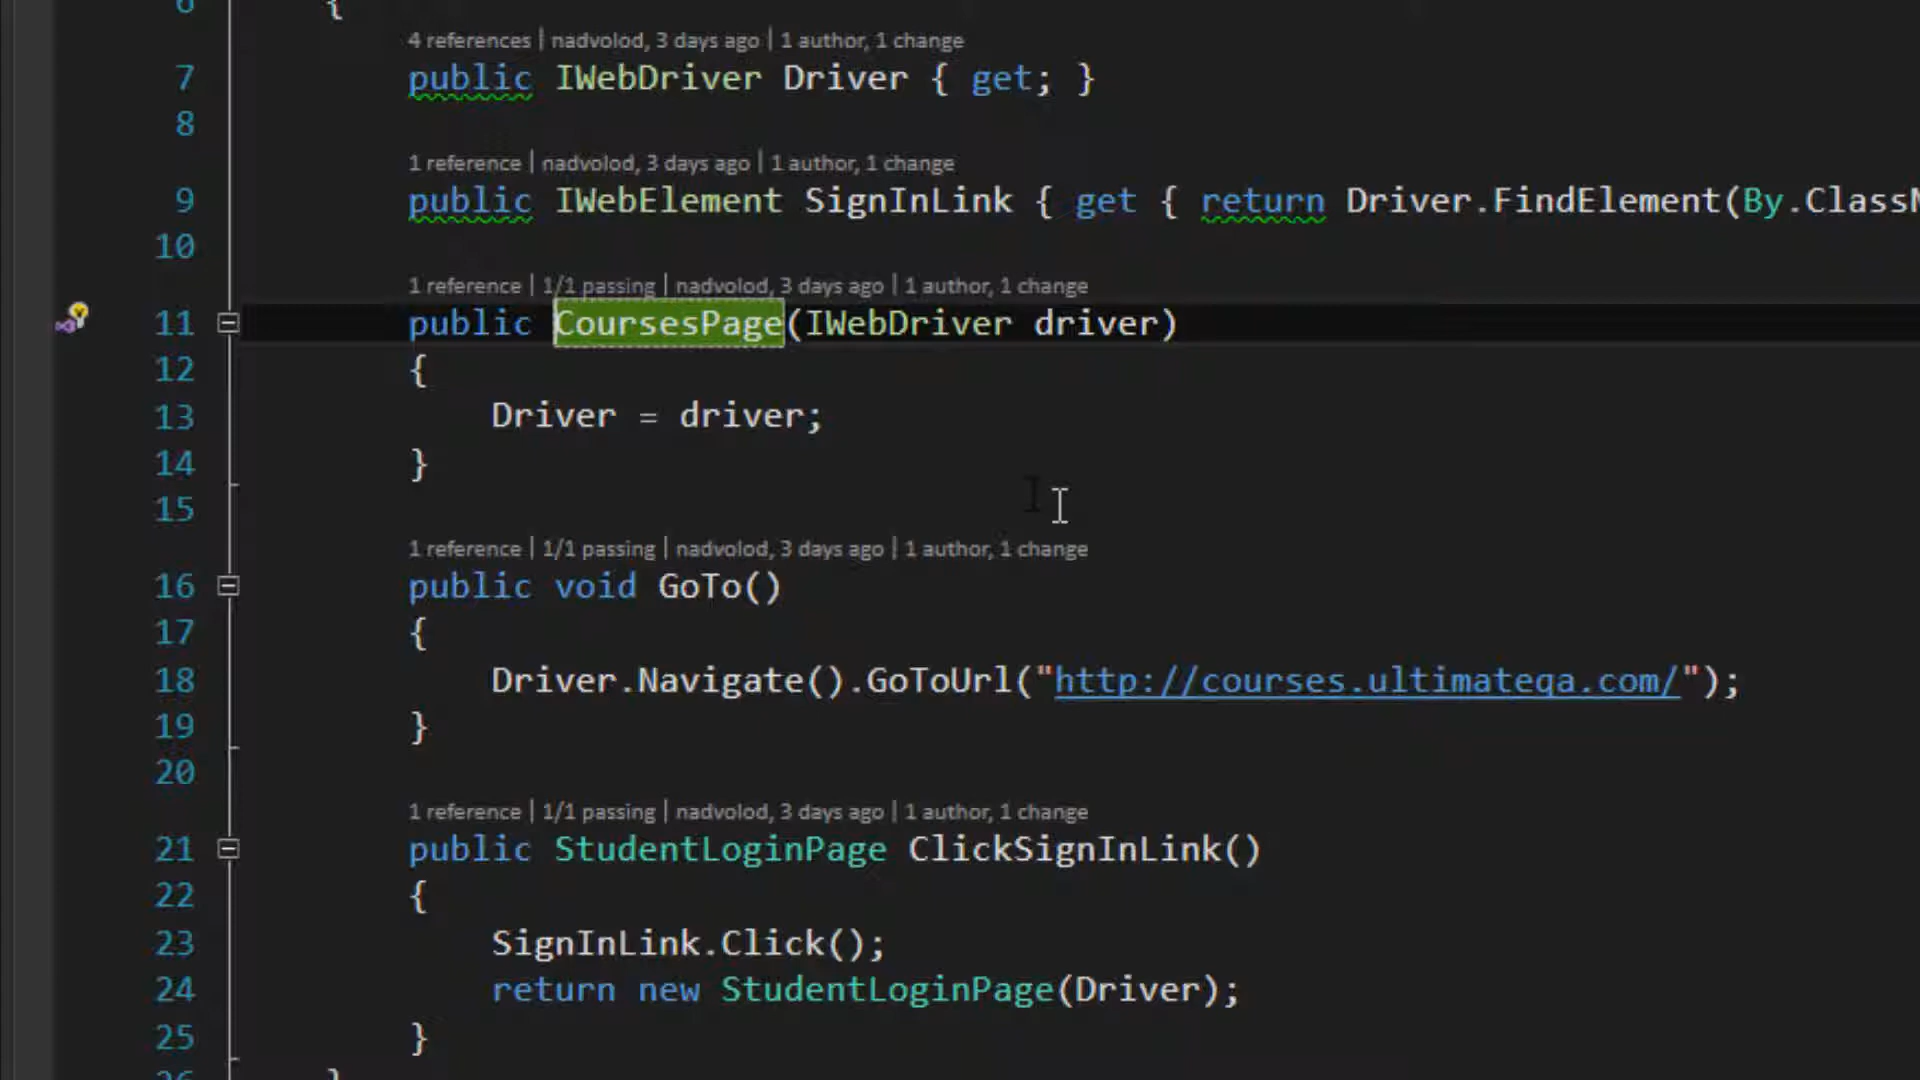 6 {
4 references | nadvolod, 3 days ago | 1 author, 1 change
7 public IWebDriver Driver { get; }
8
1 reference | nadvolod, 3 days ago | 1 author, 1 change
9 public IWebElement SignInLink { get { return Driver.FindElement(By.Class
10
1 reference | 1/1 passing | nadvolod, 3 days ago | 1 author, 1 change
11 public CoursesPage(IWebDriver driver)
12 {
13 Driver = driver;
14 }
15
1 reference | 1/1 passing | nadvolod, 3 days ago | 1 author, 1 change
16 public void GoTo()
17 {
18 Driver.Navigate().GoToUrl("http://courses.ultimateqa.com/");
19 }
20
1 reference | 1/1 passing | nadvolod, 3 days ago | 1 author, 1 change
21 public StudentLoginPage ClickSignInLink()
22 {
23 SignInLink.Click();
24 return new StudentLoginPage(Driver);
25 }
26 }